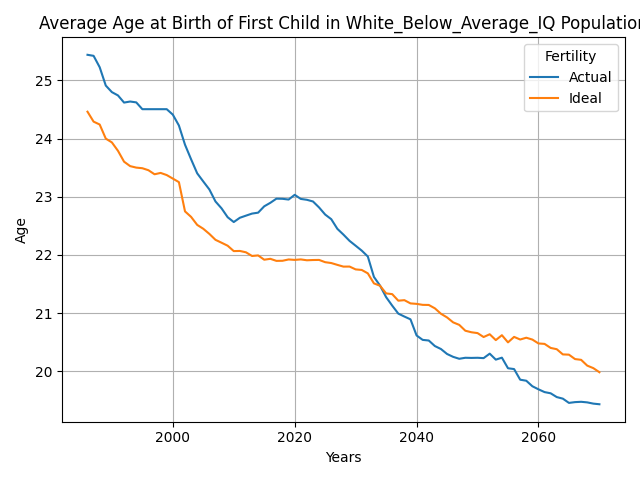 Average Age at Birth of First Child in White_Below_Average_IQ Population
Fertility
Actual
Ideal
Age
25
24
23
22
21
20
2000
2020
2040
2060
Years